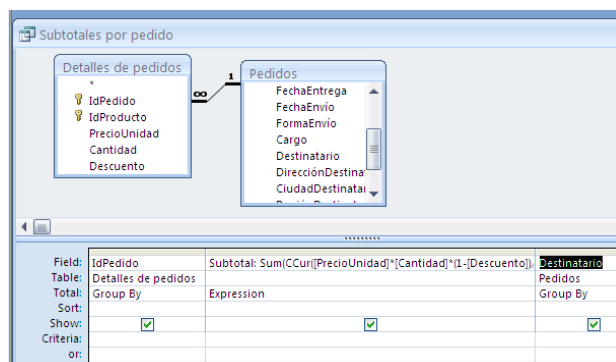 Subtotales por pedido
Detalles de pedidos
*
IdPedido
IdProducto
PrecioUnidad
Cantidad
Descuento
∞ 1
Pedidos
FechaEntrega
FechaEnvío
FormaEnvío
Cargo
Destinatario
DirecciónDestina
CiudadDestinatai
Field: IdPedido Subtotal: Sum(CCur([PrecioUnidad]*[Cantidad]*(1-[Descuento]) Destinatario
Table: Detalles de pedidos Pedidos
Total: Group By Expression Group By
Sort:
Show:
Criteria:
or: